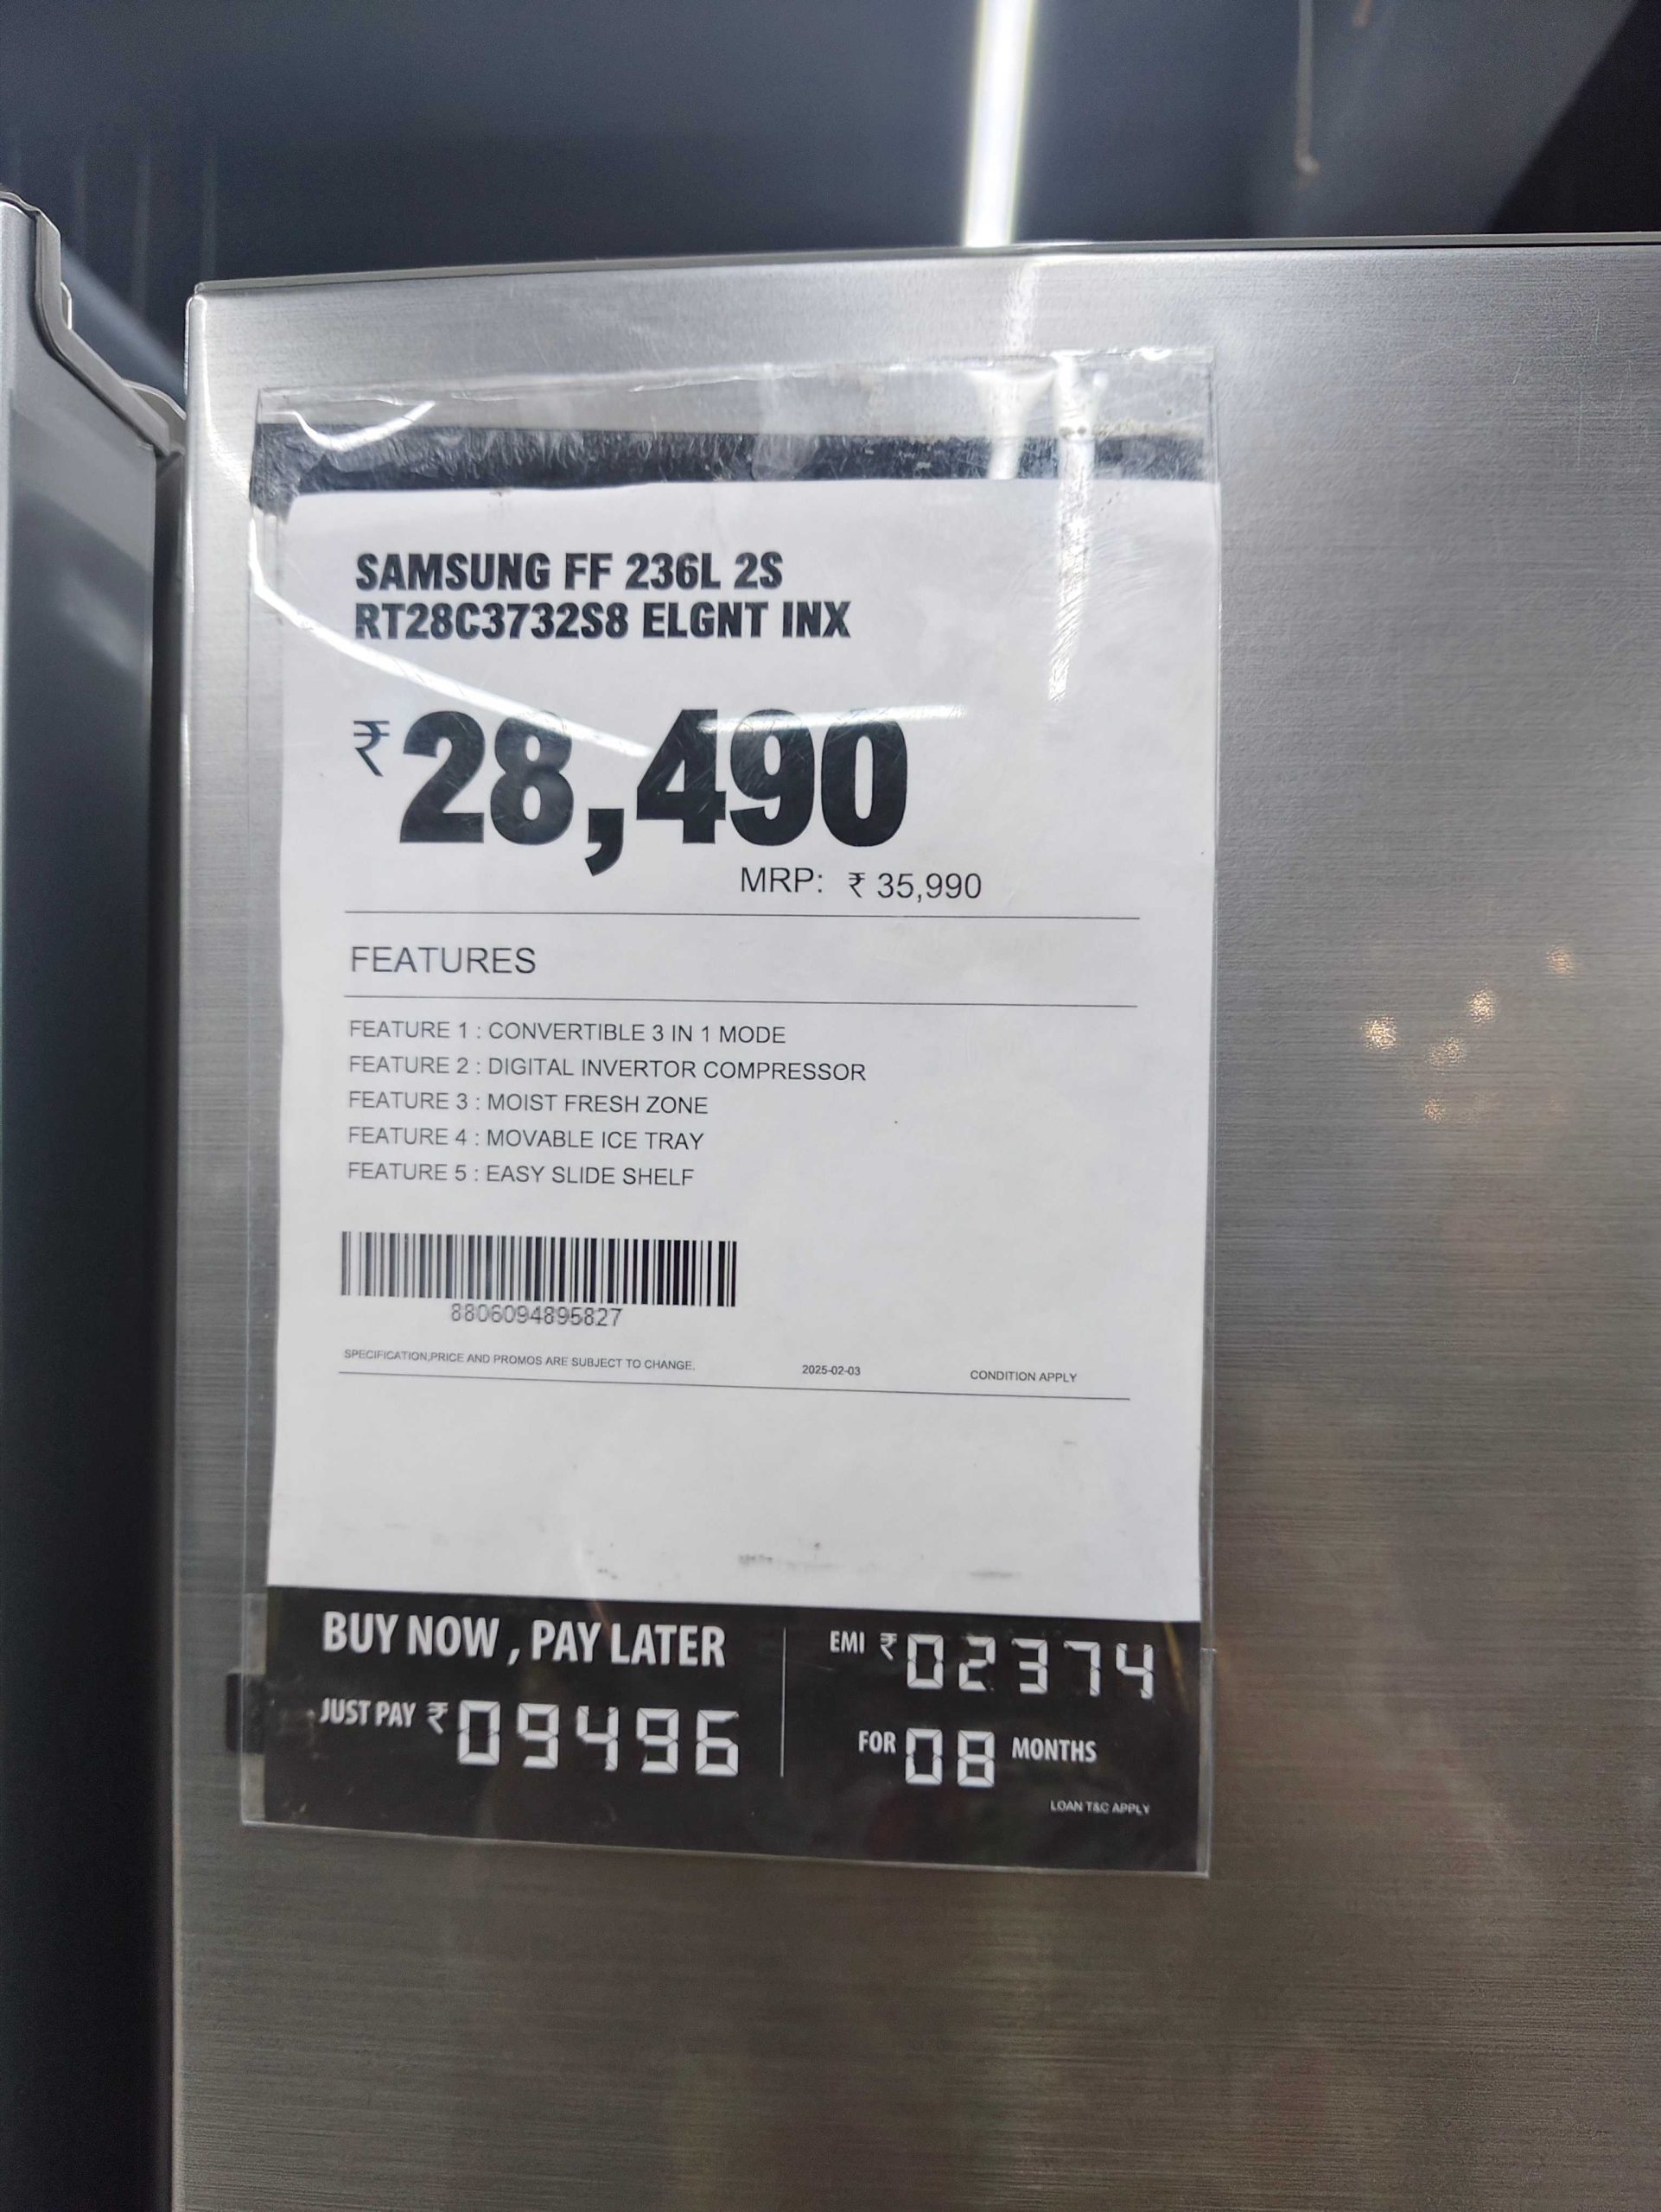 SAMSUNG FF 236L 2S
RT28C3732S8 ELGNT INX
₹ 28,490
MRP: ₹ 35,990
FEATURES
FEATURE 1 : CONVERTIBLE 3 IN 1 MODE
FEATURE 2 : DIGITAL INVERTOR COMPRESSOR
FEATURE 3 : MOIST FRESH ZONE
FEATURE 4 : MOVABLE ICE TRAY
FEATURE 5 : EASY SLIDE SHELF
8806094895827
SPECIFICATION,PRICE AND PROMOS ARE SUBJECT TO CHANGE. 2025-02-03 CONDITION APPLY
BUY NOW , PAY LATER
JUST PAY ₹ 09496
EMI ₹ 02374
FOR 08 MONTHS
LOAN T&C APPLY